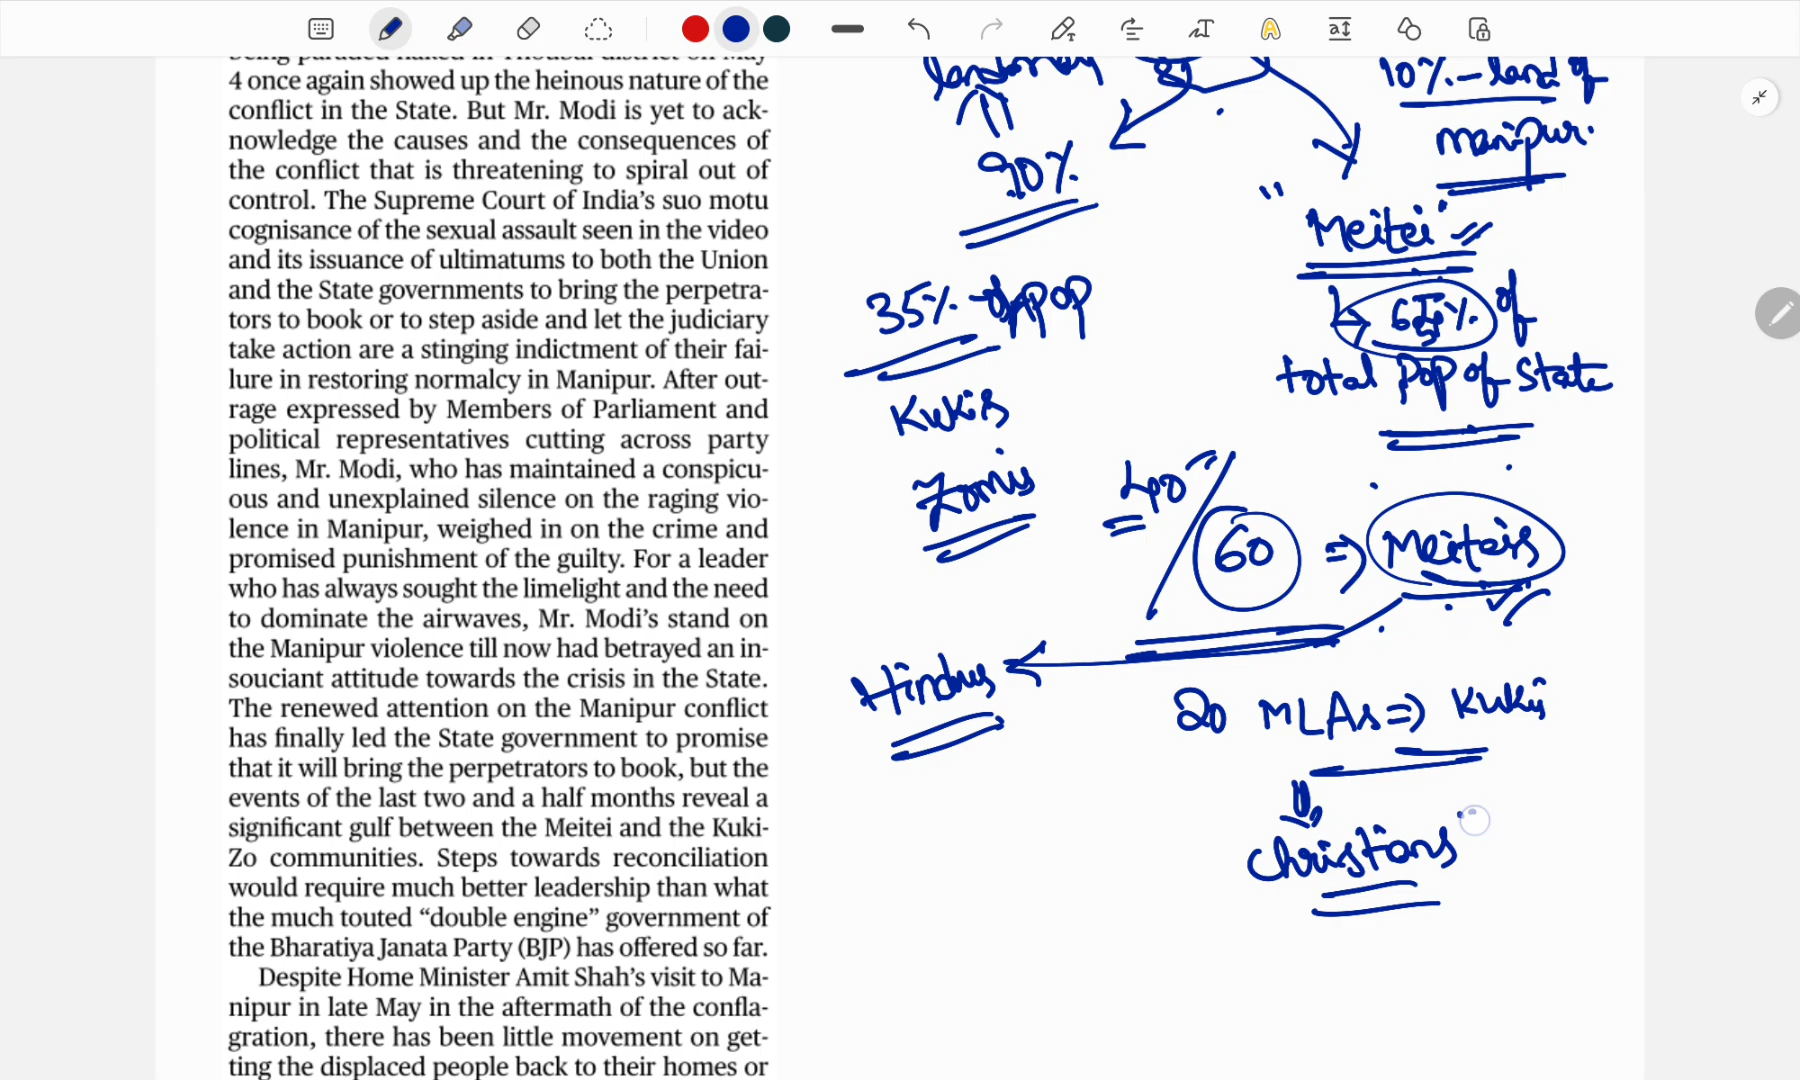 being paraded naked in Thoubal district on May
4 once again showed up the heinous nature of the
conflict in the State. But Mr. Modi is yet to ack-
nowledge the causes and the consequences of
the conflict that is threatening to spiral out of
control. The Supreme Court of India's suo motu
cognisance of the sexual assault seen in the video
and its issuance of ultimatums to both the Union
and the State governments to bring the perpetra-
tors to book or to step aside and let the judiciary
take action are a stinging indictment of their fai-
lure in restoring normalcy in Manipur. After out-
rage expressed by Members of Parliament and
political representatives cutting across party
lines, Mr. Modi, who has maintained a conspicu-
ous and unexplained silence on the raging vio-
lence in Manipur, weighed in on the crime and
promised punishment of the guilty. For a leader
who has always sought the limelight and the need
to dominate the airwaves, Mr. Modi's stand on
the Manipur violence till now had betrayed an in-
souciant attitude towards the crisis in the State.
The renewed attention on the Manipur conflict
has finally led the State government to promise
that it will bring the perpetrators to book, but the
events of the last two and a half months reveal a
significant gulf between the Meitei and the Kuki-
Zo communities. Steps towards reconciliation
would require much better leadership than what
the much touted “double engine” government of
the Bharatiya Janata Party (BJP) has offered so far.
Despite Home Minister Amit Shah's visit to Ma-
nipur in late May in the aftermath of the confla-
gration, there has been little movement on get-
ting the displaced people back to their homes or
10% - land of
manipur.
90%
"Meitei"
65% of
total pop of State
35% of pop
Kukis
Zomis
40
60 => Meiteis
Hindus
20 MLAs => Kukis
Christians